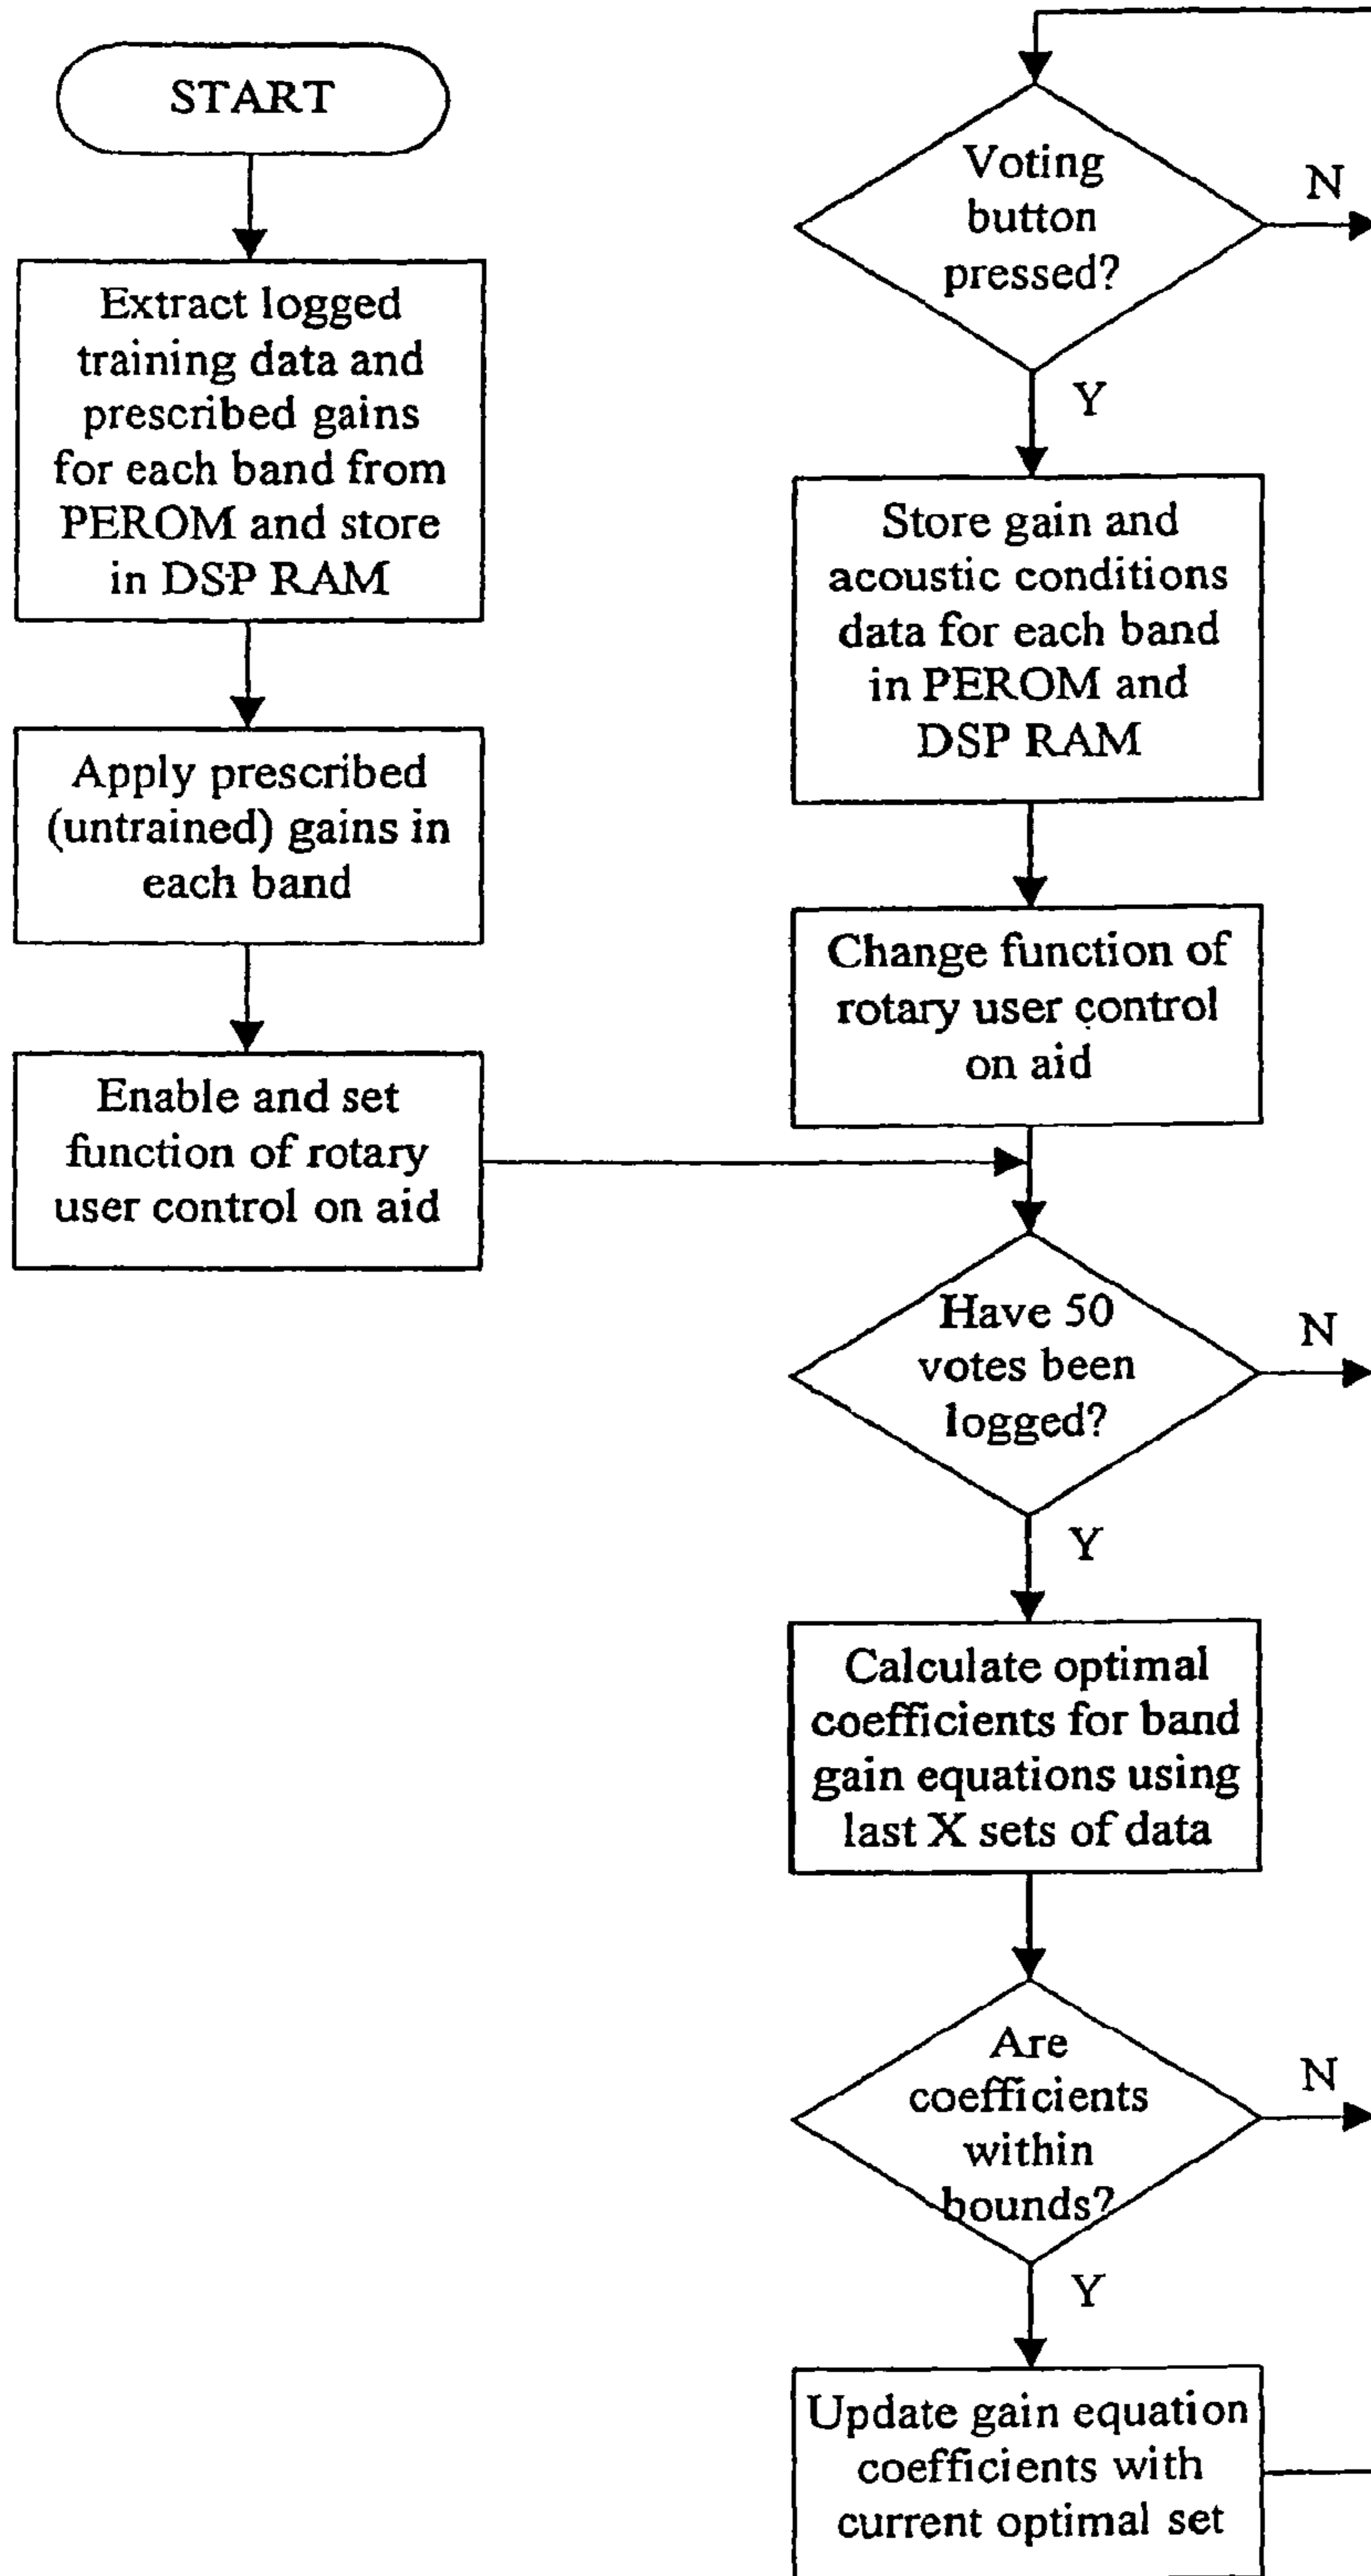 START
Extract logged
training data and
prescribed gains
for each band from
PEROM and store
in DSP RAM
Apply prescribed
(untrained) gains in
each band
Enable and set
function of rotary
user control on aid
Voting
button
pressed?
N
Y
Store gain and
acoustic conditions
data for each band
in PEROM and
DSP RAM
Change function of
rotary user control
on aid
Have 50
votes been
logged?
N
Y
Calculate optimal
coefficients for band
gain equations using
last X sets of data
Are
coefficients
within
bounds?
N
Y
Update gain equation
coefficients with
current optimal set